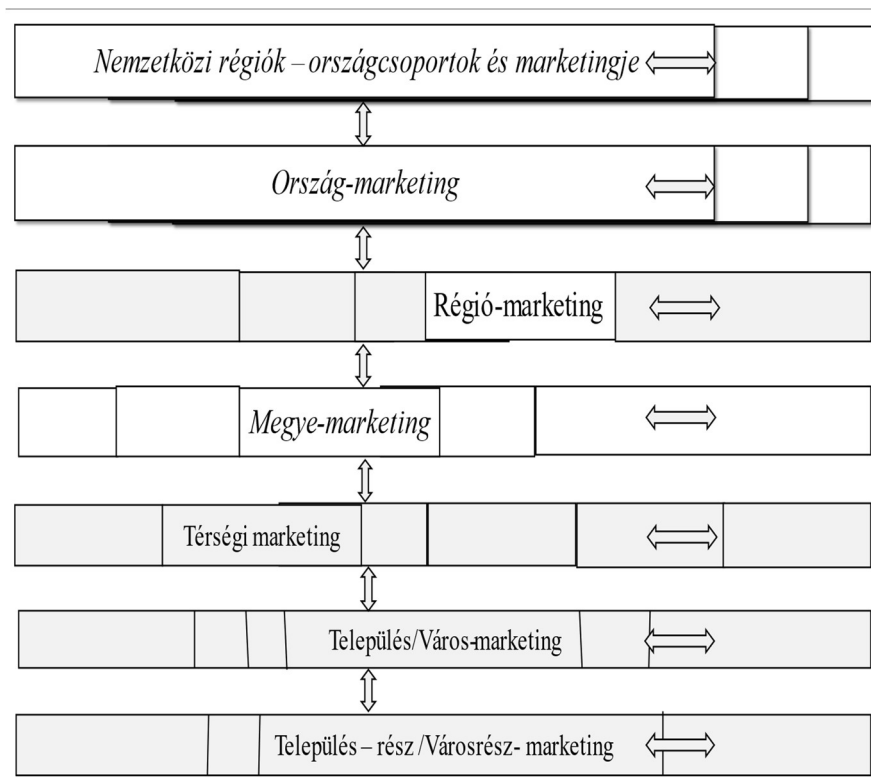 Nemzetközi régiók – országcsoportok és marketingje
Ország-marketing
Régió-marketing
Megye-marketing
Térségi marketing
Település/Város-marketing
Település – rész /Városrész- marketing